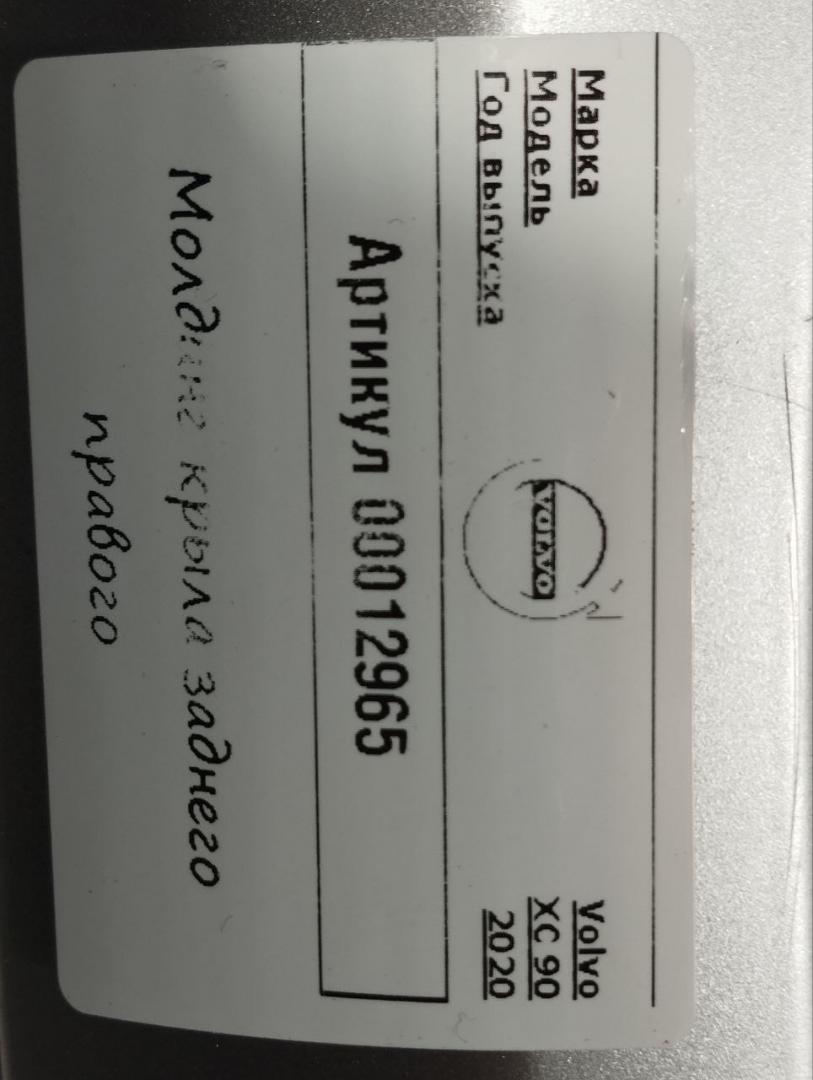 Марка Volvo
Модель XC 90
Год выпуска 2020
VOLVO
Артикул 00012965
Молдинг крыла заднего
правого